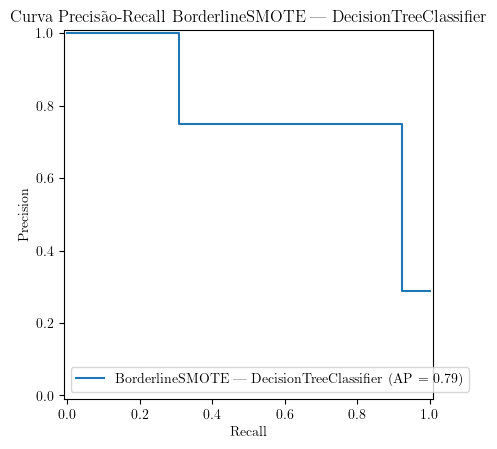 Curva Precisão-Recall BorderlineSMOTE — DecisionTreeClassifier
1.0
0.8
0.6
0.4
0.2
0.0
Precision
BorderlineSMOTE — DecisionTreeClassifier (AP = 0.79)
0.0 0.2 0.4 0.6 0.8 1.0
Recall